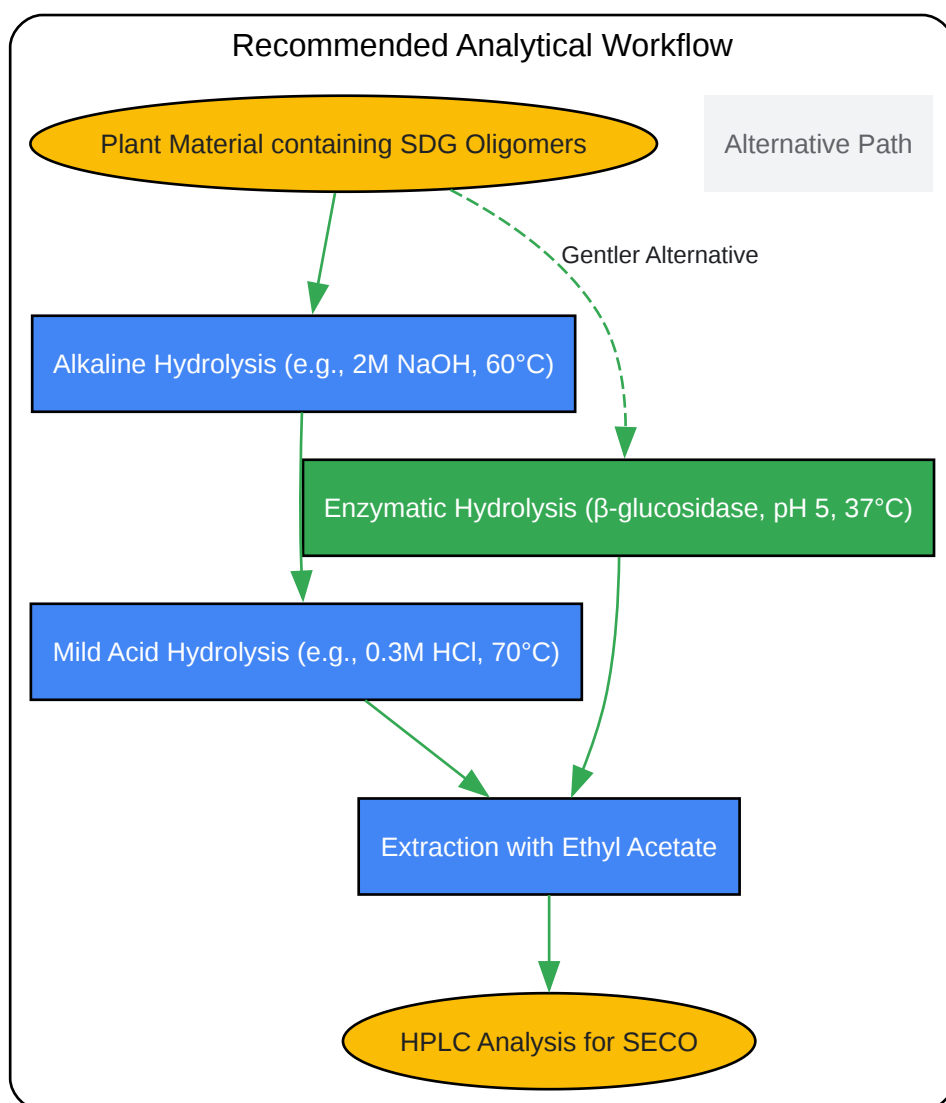 Recommended Analytical Workflow
Plant Material containing SDG Oligomers
Alternative Path
Gentler Alternative
Alkaline Hydrolysis (e.g., 2M NaOH, 60°C)
Enzymatic Hydrolysis (β-glucosidase, pH 5, 37°C)
Mild Acid Hydrolysis (e.g., 0.3M HCl, 70°C)
Extraction with Ethyl Acetate
HPLC Analysis for SECO